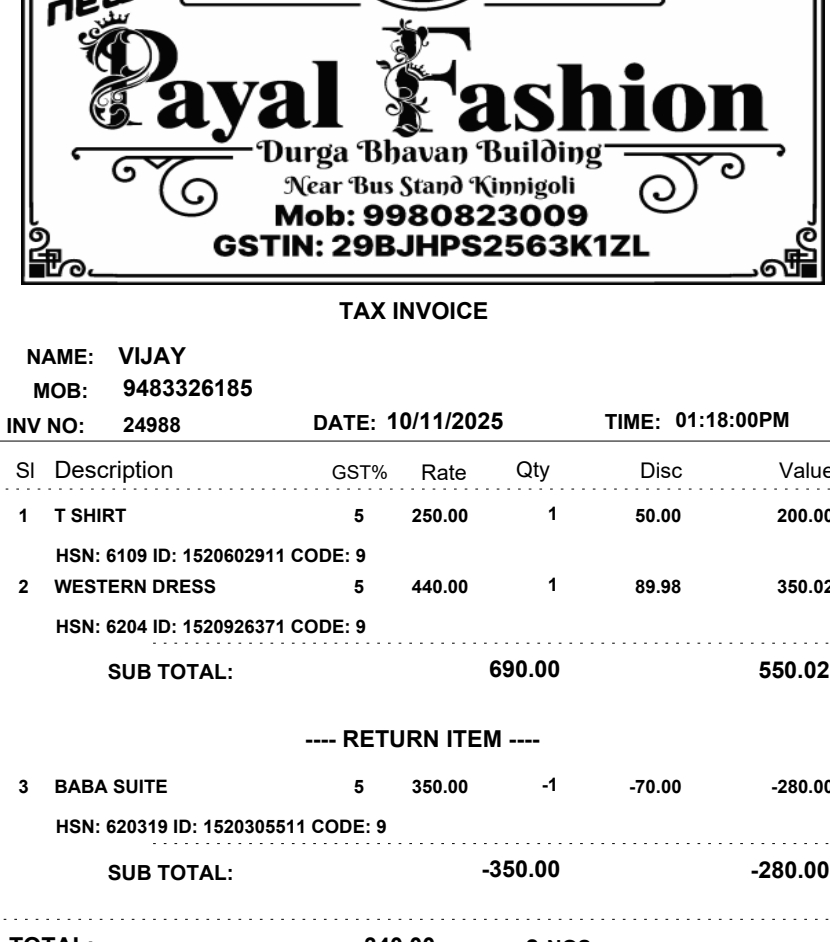 new
Payal Fashion
Durga Bhavan Building
Near Bus Stand Kinnigoli
Mob: 9980823009
GSTIN: 29BJHPS2563K1ZL
TAX INVOICE
NAME: VIJAY
MOB: 9483326185
INV NO: 24988 DATE: 10/11/2025 TIME: 01:18:00PM
Sl Description GST% Rate Qty Disc Value
1 T SHIRT 5 250.00 1 50.00 200.00
HSN: 6109 ID: 1520602911 CODE: 9
2 WESTERN DRESS 5 440.00 1 89.98 350.02
HSN: 6204 ID: 1520926371 CODE: 9
SUB TOTAL: 690.00 550.02
---- RETURN ITEM ----
3 BABA SUITE 5 350.00 -1 -70.00 -280.00
HSN: 620319 ID: 1520305511 CODE: 9
SUB TOTAL: -350.00 -280.00
TOTAL: 340.00